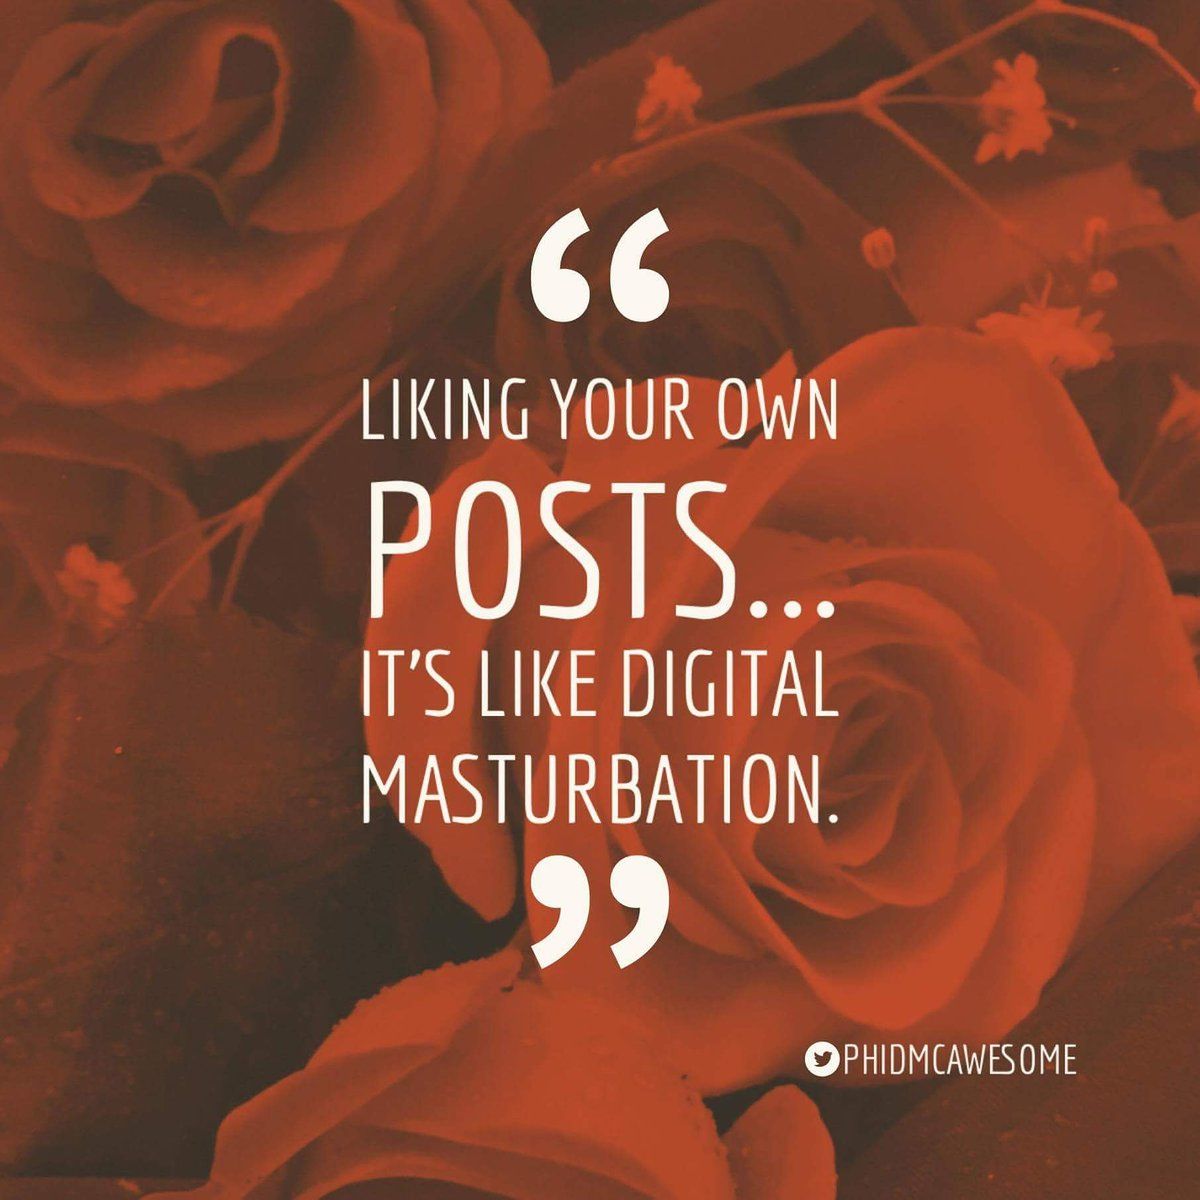 “
LIKING YOUR OWN
POSTS...
IT’S LIKE DIGITAL
MASTURBATION.
”
PHIDMCAWESOME